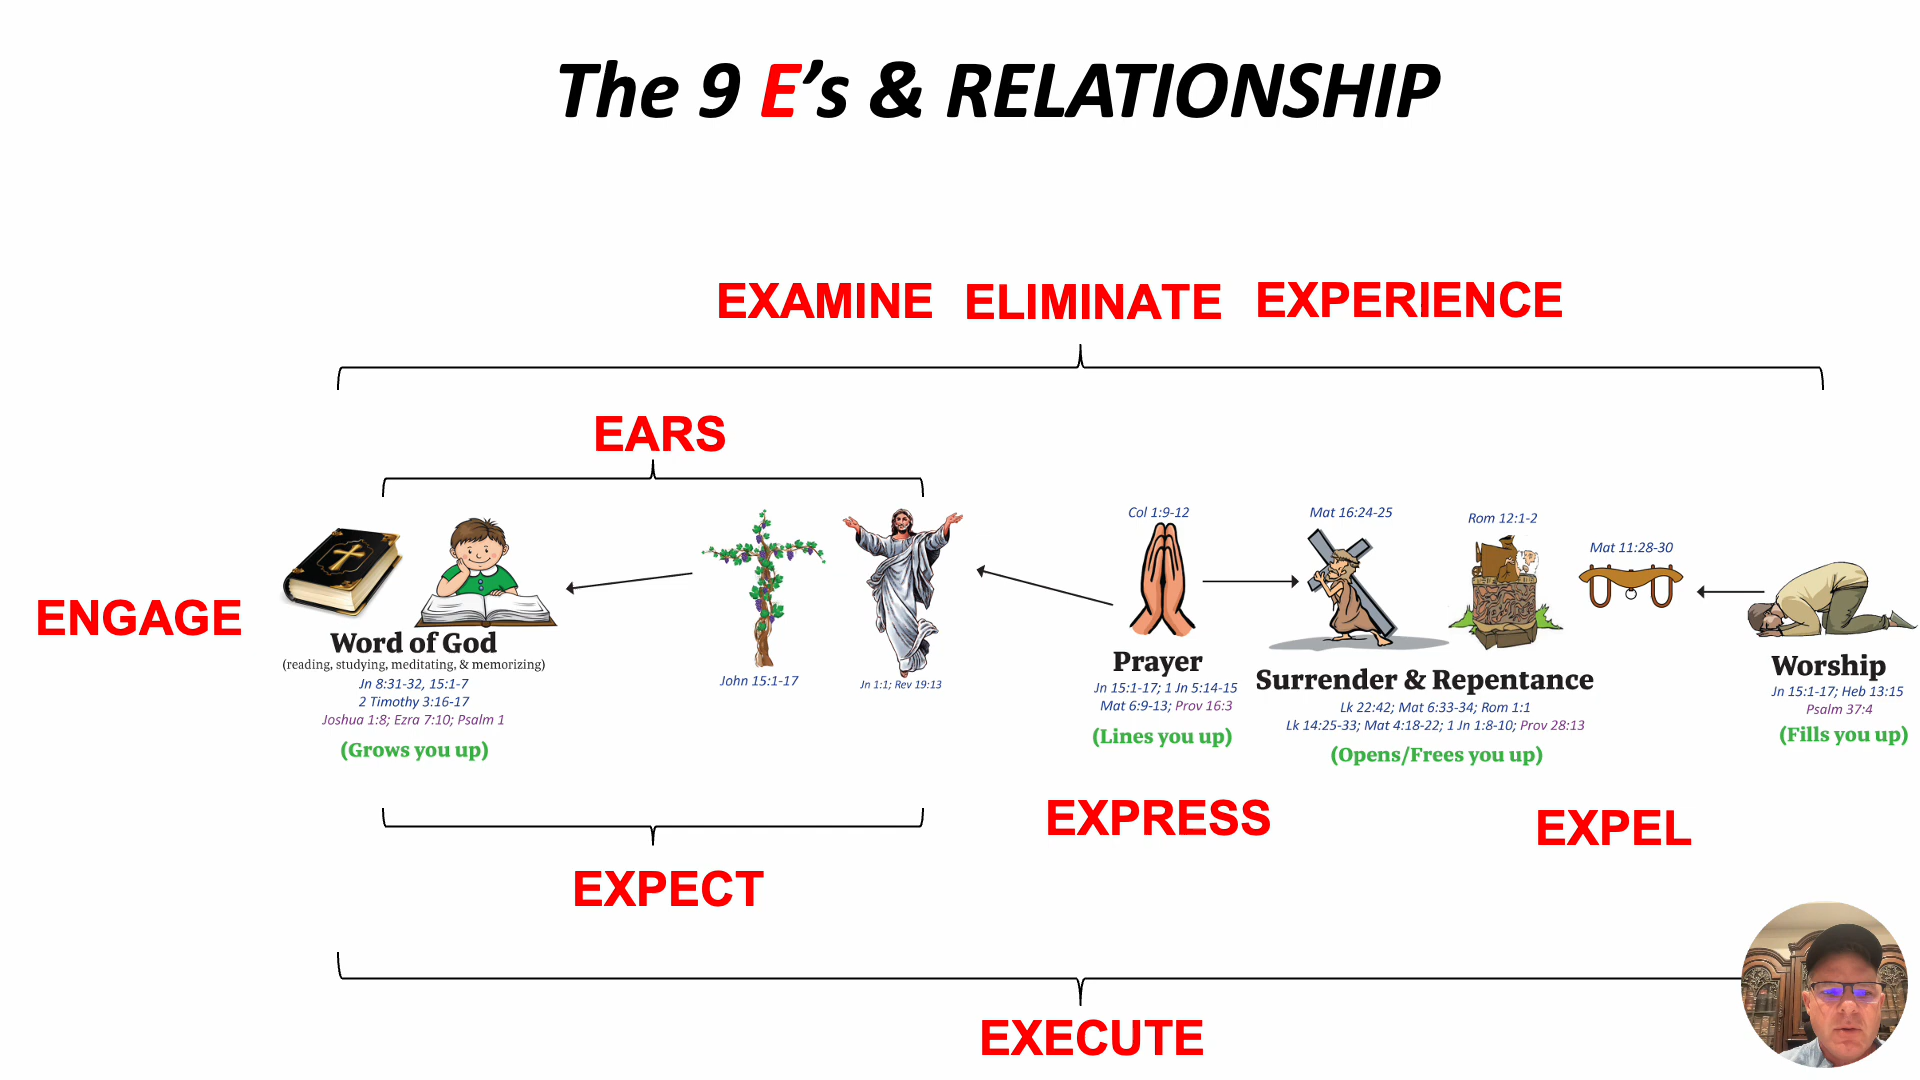 The 9 E's & RELATIONSHIP
EXAMINE ELIMINATE EXPERIENCE
EARS
ENGAGE
Word of God
(reading, studying, meditating, & memorizing)
Jn 8:31-32, 15:1-7
2 Timothy 3:16-17
Joshua 1:8; Ezra 7:10; Psalm 1
(Grows you up)
John 15:1-17
Jn 1:1; Rev 19:13
Col 1:9-12
Prayer
Jn 15:1-17; 1 Jn 5:14-15
Mat 6:9-13; Prov 16:3
(Lines you up)
Mat 16:24-25
Rom 12:1-2
Mat 11:28-30
Surrender & Repentance
Lk 22:42; Mat 6:33-34; Rom 1:1
Lk 14:25-33; Mat 4:18-22; 1 Jn 1:8-10; Prov 28:13
(Opens/Frees you up)
Worship
Jn 15:1-17; Heb 13:15
Psalm 37:4
(Fills you up)
EXPRESS
EXPEL
EXPECT
EXECUTE